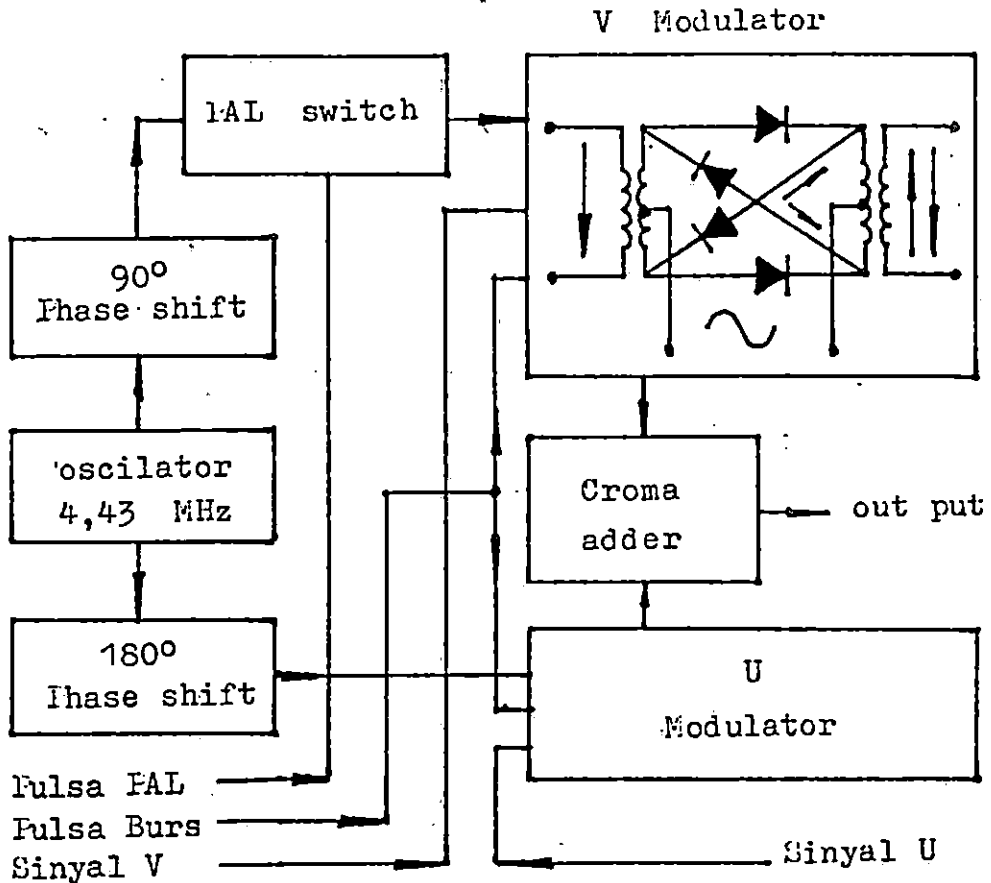 V Modulator
PAL switch
90°
Phase shift
oscilator
4,43 MHz
Croma
adder
out put
180°
Phase shift
U
Modulator
Pulsa PAL
Pulsa Burs
Sinyal V
Sinyal U